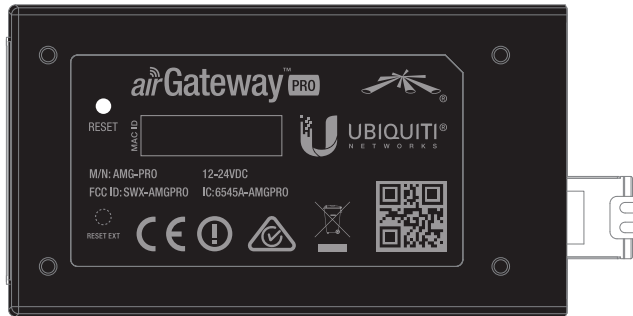 airGateway™ PRO
®
RESET
MAC ID
UBIQUITI®
NETWORKS
M/N: AMG-PRO 12-24VDC
FCC ID: SWX-AMGPRO IC:6545A-AMGPRO
RESET EXT
CE